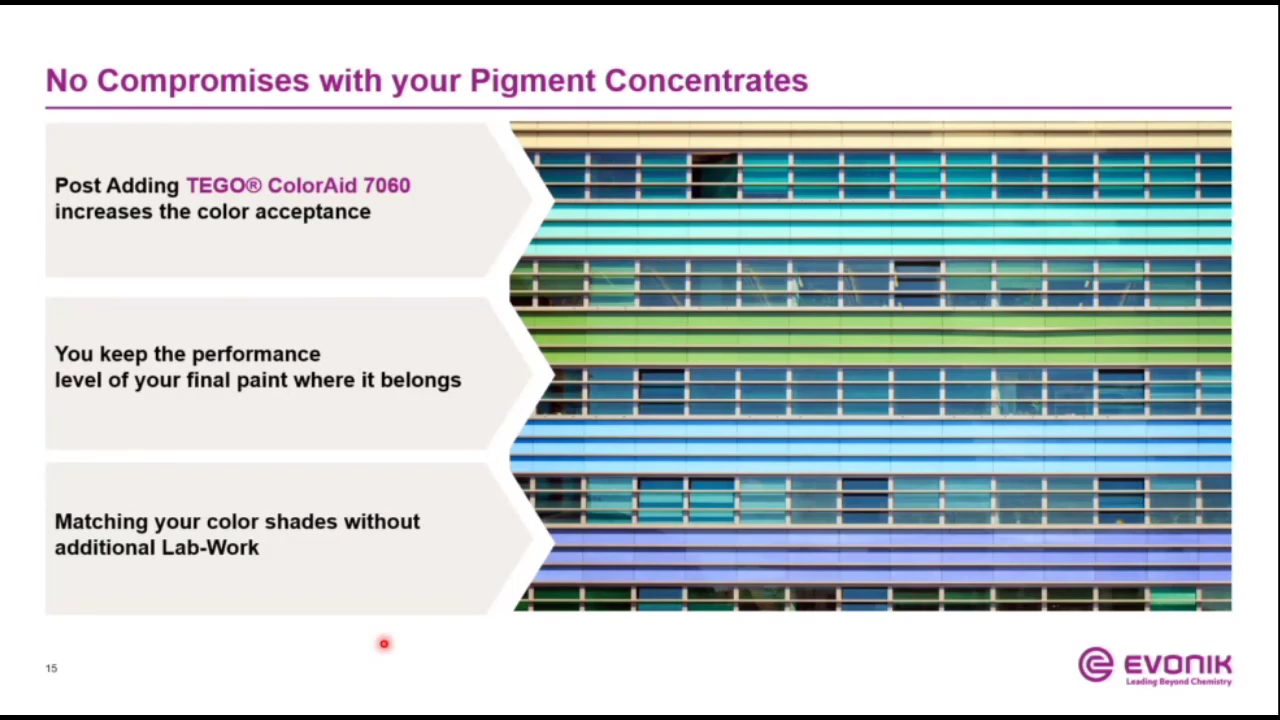 No Compromises with your Pigment Concentrates
Post Adding TEGO® ColorAid 7060
increases the color acceptance
You keep the performance
level of your final paint where it belongs
Matching your color shades without
additional Lab-Work
15
EVONIK
Leading Beyond Chemistry